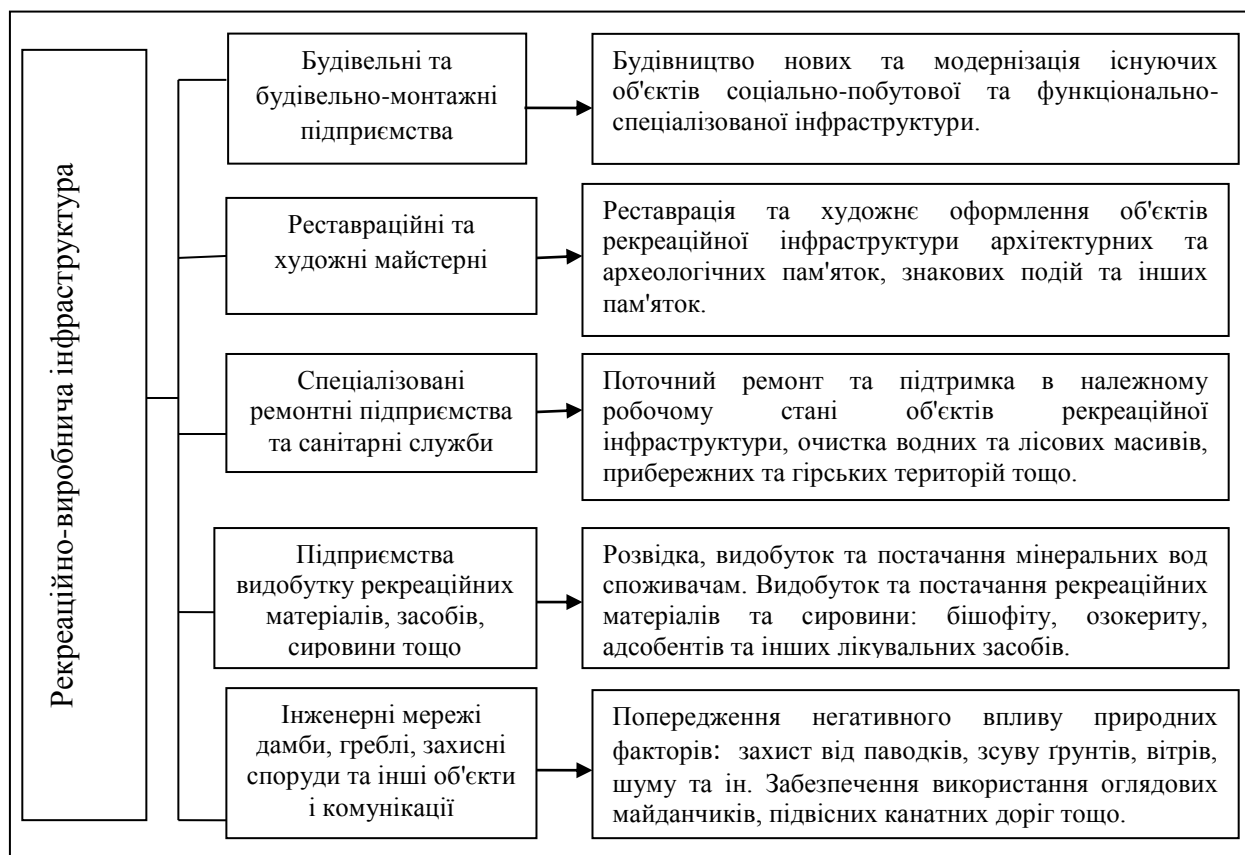 Рекреаційно-виробнича інфраструктура
Будівельні та
будівельно-монтажні
підприємства
Будівництво нових та модернізація існуючих
об'єктів соціально-побутової та функціонально-
спеціалізованої інфраструктури.
Реставраційні та
художні майстерні
Реставрація та художнє оформлення об'єктів
рекреаційної інфраструктури архітектурних та
археологічних пам'яток, знакових подій та інших
пам'яток.
Спеціалізовані
ремонтні підприємства
та санітарні служби
Поточний ремонт та підтримка в належному
робочому стані об'єктів рекреаційної
інфраструктури, очистка водних та лісових масивів,
прибережних та гірських територій тощо.
Підприємства
видобутку рекреаційних
матеріалів, засобів,
сировини тощо
Розвідка, видобуток та постачання мінеральних вод
споживачам. Видобуток та постачання рекреаційних
матеріалів та сировини: бішофіту, озокериту,
адсобентів та інших лікувальних засобів.
Інженерні мережі
дамби, греблі, захисні
споруди та інші об'єкти
і комунікації
Попередження негативного впливу природних
факторів: захист від паводків, зсуву ґрунтів, вітрів,
шуму та ін. Забезпечення використання оглядових
майданчиків, підвісних канатних доріг тощо.